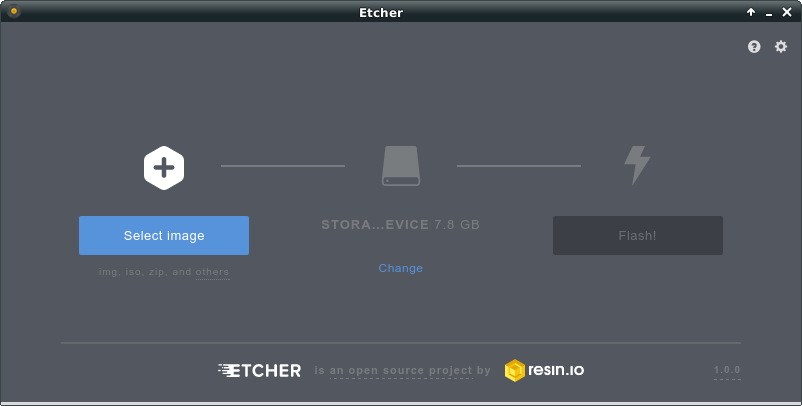 Etcher
Select image
STORA...EVICE 7.8 GB
Flash!
img, iso, zip, and others
Change
ETCHER is an open source project by resin.io
1.0.0